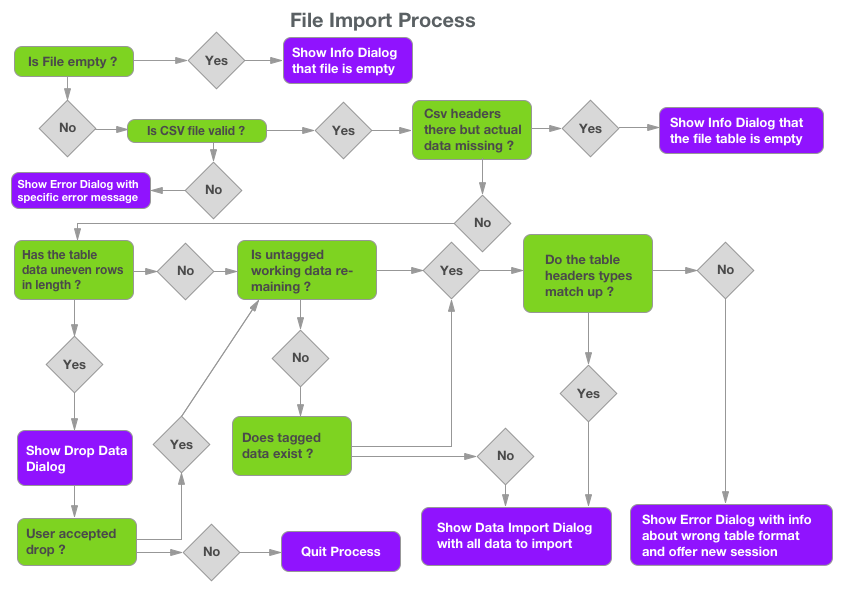 File Import Process
Is File empty ?
Yes
Show Info Dialog
that file is empty
No
Is CSV file valid ?
Yes
Csv headers
there but actual
data missing ?
Yes
Show Info Dialog that
the file table is empty
Show Error Dialog with
specific error message
No
No
Has the table
data uneven rows
in length ?
No
Is untagged
working data re-
maining ?
Yes
Do the table
headers types
match up ?
No
Yes
No
Yes
Show Drop Data
Dialog
Yes
Does tagged
data exist ?
No
User accepted
drop ?
No
Quit Process
Show Data Import Dialog
with all data to import
Show Error Dialog with info
about wrong table format
and offer new session